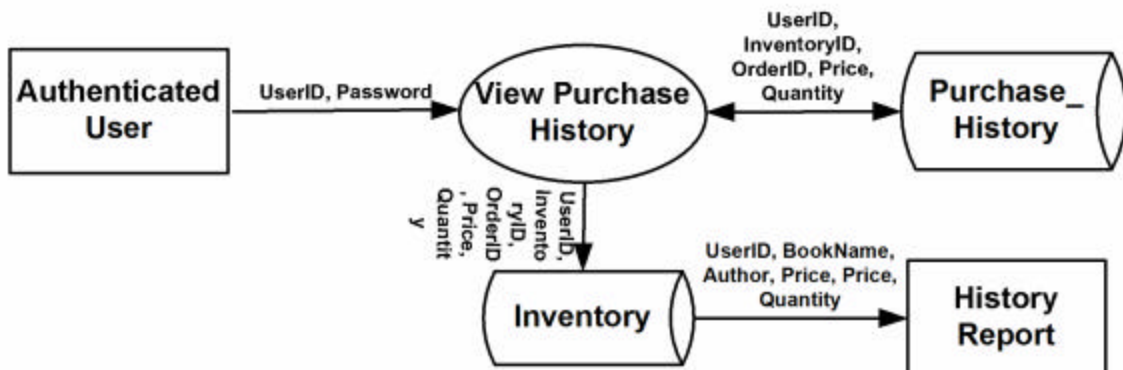 Authenticated
User
UserID, Password
View Purchase
History
UserID,
InventoryID,
OrderID, Price,
Quantity
Purchase_
History
UserID,
Invento
ryID,
OrderID
, Price,
Quantit
y
Inventory
UserID, BookName,
Author, Price, Price,
Quantity
History
Report